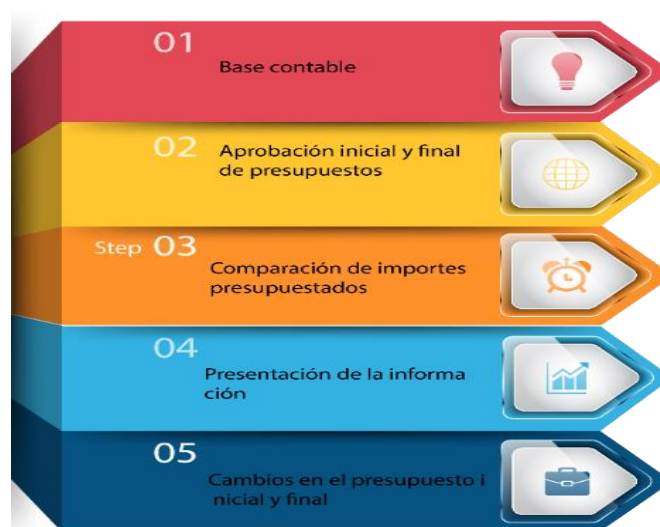 01
Base contable
02
Aprobación inicial y final
de presupuestos
Step 03
Comparación de importes
presupuestados
04
Presentación de la informa
ción
05
Cambios en el presupuesto i
nicial y final